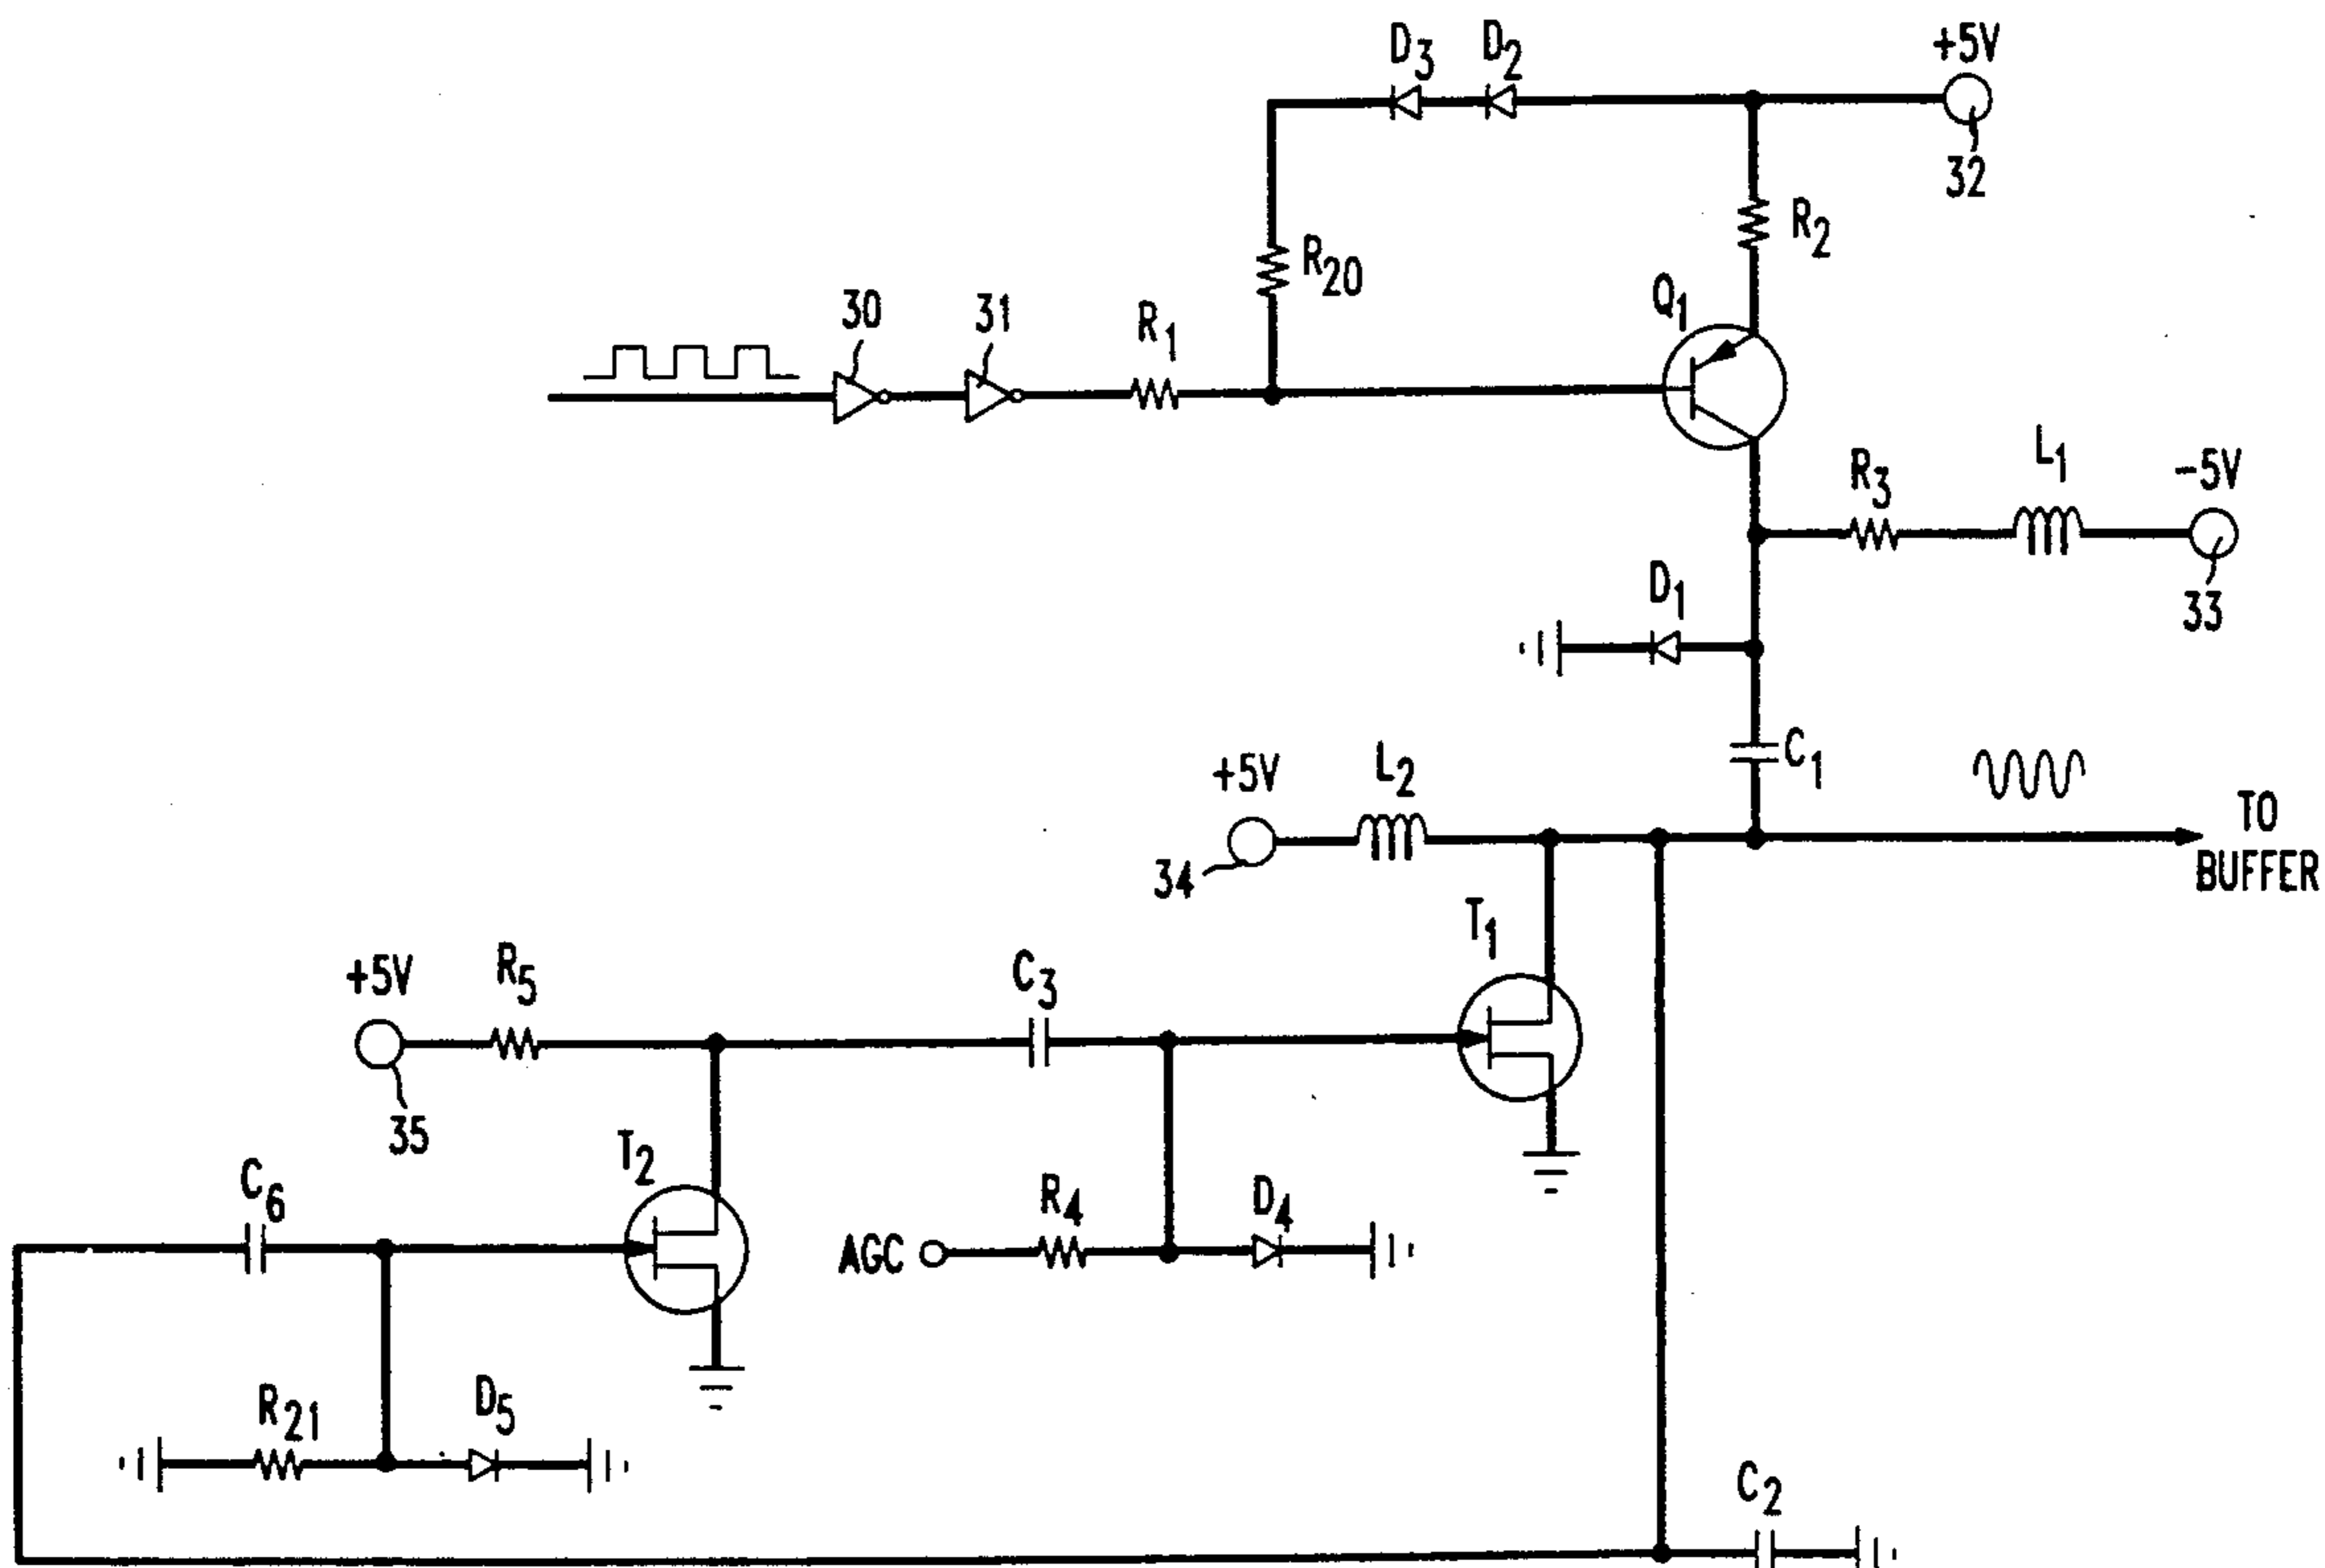 D3
D2
+5V
32
R2
R20
Q1
30
31
R1
L1
R3
-5V
33
D1
C1
+5V
L2
34
TO
BUFFER
T1
+5V
R5
C3
35
T2
C6
R4
D4
AGC
R21
D5
C2